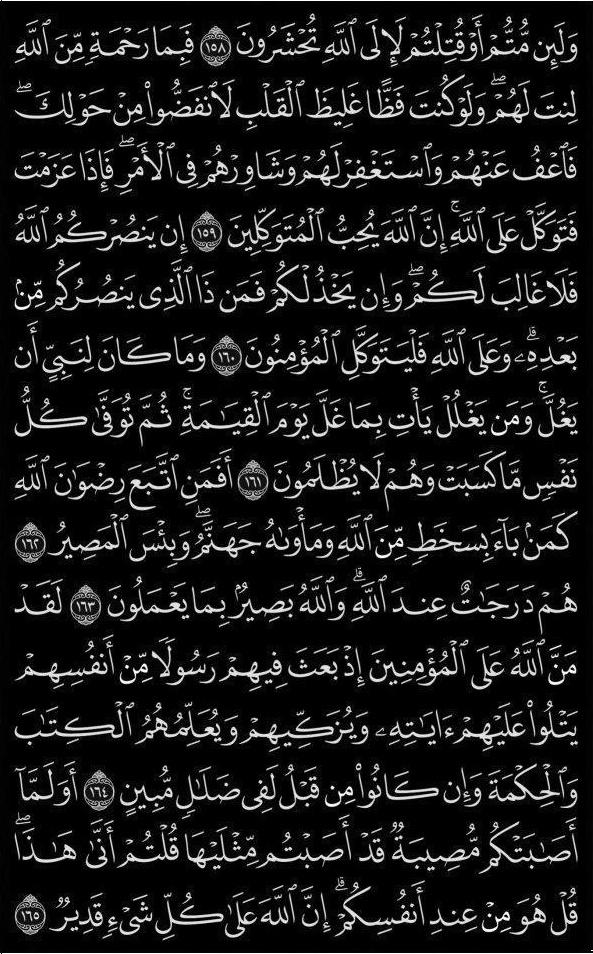 وَلَئِن مُّتُّمْ أَوْ قُتِلْتُمْ لَإِلَى ٱللَّهِ تُحْشَرُونَ ١٥٨ فَبِمَا رَحْمَةٍ مِّنَ ٱللَّهِ
لِنتَ لَهُمْ ۖ وَلَوْ كُنتَ فَظًّا غَلِيظَ ٱلْقَلْبِ لَٱنفَضُّوا۟ مِنْ حَوْلِكَ ۖ
فَٱعْفُ عَنْهُمْ وَٱسْتَغْفِرْ لَهُمْ وَشَاوِرْهُمْ فِى ٱلْأَمْرِ ۖ فَإِذَا عَزَمْتَ
فَتَوَكَّلْ عَلَى ٱللَّهِ ۚ إِنَّ ٱللَّهَ يُحِبُّ ٱلْمُتَوَكِّلِينَ ١٥٩ إِن يَنصُرْكُمُ ٱللَّهُ
فَلَا غَالِبَ لَكُمْ ۖ وَإِن يَخْذُلْكُمْ فَمَن ذَا ٱلَّذِى يَنصُرُكُم مِّنۢ
بَعْدِهِۦ ۗ وَعَلَى ٱللَّهِ فَلْيَتَوَكَّلِ ٱلْمُؤْمِنُونَ ١٦٠ وَمَا كَانَ لِنَبِىٍّ أَن
يَغُلَّ ۚ وَمَن يَغْلُلْ يَأْتِ بِمَا غَلَّ يَوْمَ ٱلْقِيَٰمَةِ ۚ ثُمَّ تُوَفَّىٰ كُلُّ
نَفْسٍ مَّا كَسَبَتْ وَهُمْ لَا يُظْلَمُونَ ١٦١ أَفَمَنِ ٱتَّبَعَ رِضْوَٰنَ ٱللَّهِ
كَمَنۢ بَآءَ بِسَخَطٍ مِّنَ ٱللَّهِ وَمَأْوَىٰهُ جَهَنَّمُ ۚ وَبِئْسَ ٱلْمَصِيرُ ١٦٢
هُمْ دَرَجَٰتٌ عِندَ ٱللَّهِ ۗ وَٱللَّهُ بَصِيرٌۢ بِمَا يَعْمَلُونَ ١٦٣ لَقَدْ
مَنَّ ٱللَّهُ عَلَى ٱلْمُؤْمِنِينَ إِذْ بَعَثَ فِيهِمْ رَسُولًا مِّنْ أَنفُسِهِمْ
يَتْلُوا۟ عَلَيْهِمْ ءَايَٰتِهِۦ وَيُزَكِّيهِمْ وَيُعَلِّمُهُمُ ٱلْكِتَٰبَ
وَٱلْحِكْمَةَ وَإِن كَانُوا۟ مِن قَبْلُ لَفِى ضَلَٰلٍ مُّبِينٍ ١٦٤ أَوَلَمَّآ
أَصَٰبَتْكُم مُّصِيبَةٌ قَدْ أَصَبْتُم مِّثْلَيْهَا قُلْتُمْ أَنَّىٰ هَٰذَا ۖ
قُلْ هُوَ مِنْ عِندِ أَنفُسِكُمْ ۗ إِنَّ ٱللَّهَ عَلَىٰ كُلِّ شَىْءٍ قَدِيرٌ ١٦٥